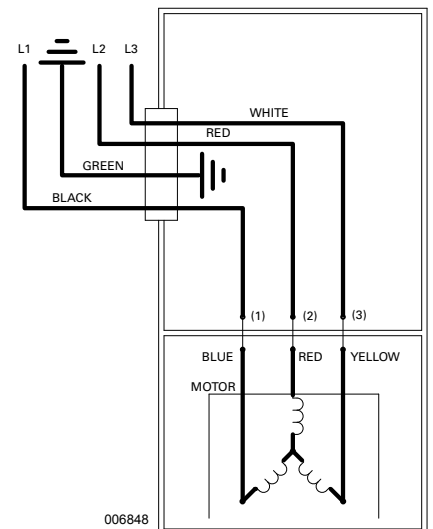 L1 L2 L3
WHITE
RED
GREEN
BLACK
(1) (2) (3)
BLUE RED YELLOW
MOTOR
006848